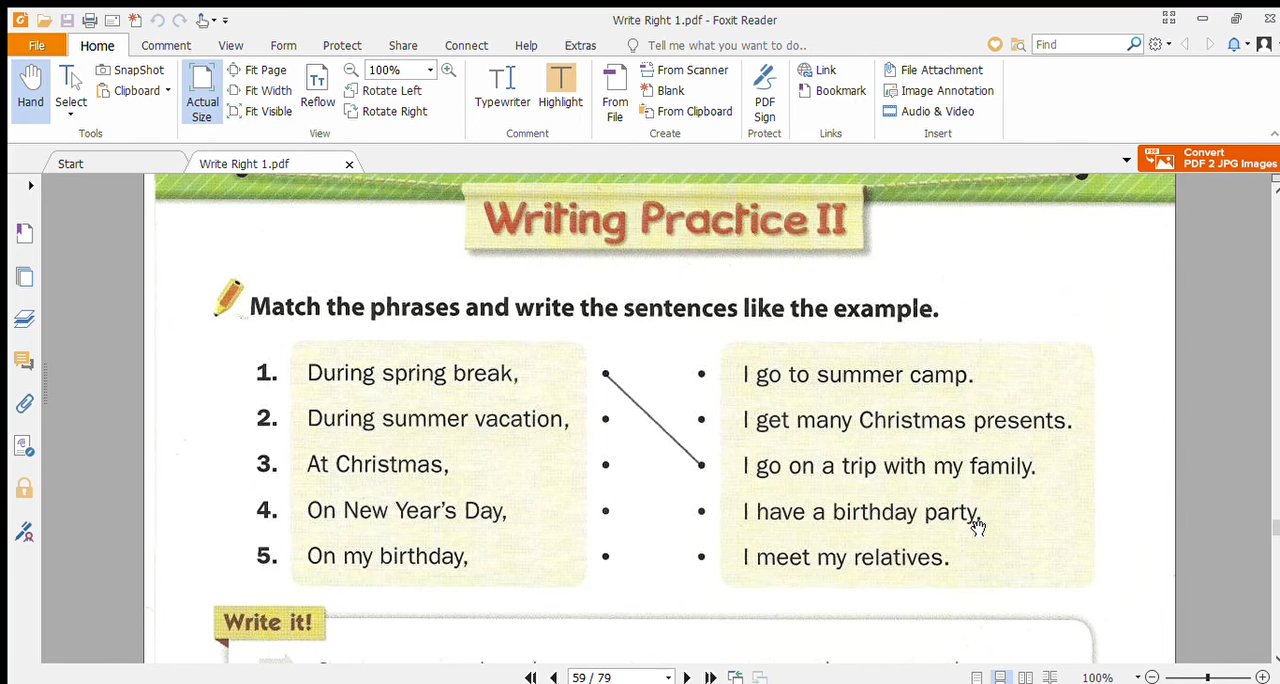 Write Right 1.pdf - Foxit Reader
File Home Comment View Form Protect Share Connect Help Extras Tell me what you want to do.. Find
Hand
Select
SnapShot
Clipboard
Tools
Actual Size
Fit Page
Fit Width
Fit Visible
Reflow
100%
Rotate Left
Rotate Right
View
Typewriter
Highlight
Comment
From File
From Scanner
Blank
From Clipboard
Create
PDF Sign
Protect
Link
Bookmark
Links
File Attachment
Image Annotation
Audio & Video
Insert
Start
Write Right 1.pdf
Convert
PDF 2 JPG Images
Writing Practice II
Match the phrases and write the sentences like the example.
1. During spring break, I go to summer camp.
2. During summer vacation, I get many Christmas presents.
3. At Christmas, I go on a trip with my family.
4. On New Year's Day, I have a birthday party.
5. On my birthday, I meet my relatives.
Write it!
59 / 79
100%